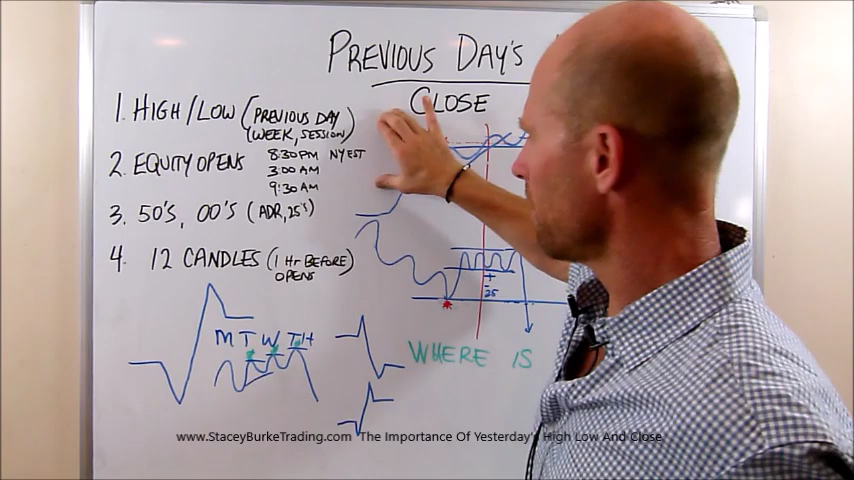 PREVIOUS DAY'S
CLOSE
1. HIGH/LOW (PREVIOUS DAY
WEEK, SESSION)
2. EQUITY OPENS 8:30PM NY EST
3:00 AM
9:30 AM
3. 50'S, 00'S (ADR, 25'S)
4. 12 CANDLES (1 Hr BEFORE
OPENS)
M T W TH
+
- 25
WHERE IS
www.StaceyBurkeTrading.com The Importance Of Yesterday's High Low And Close